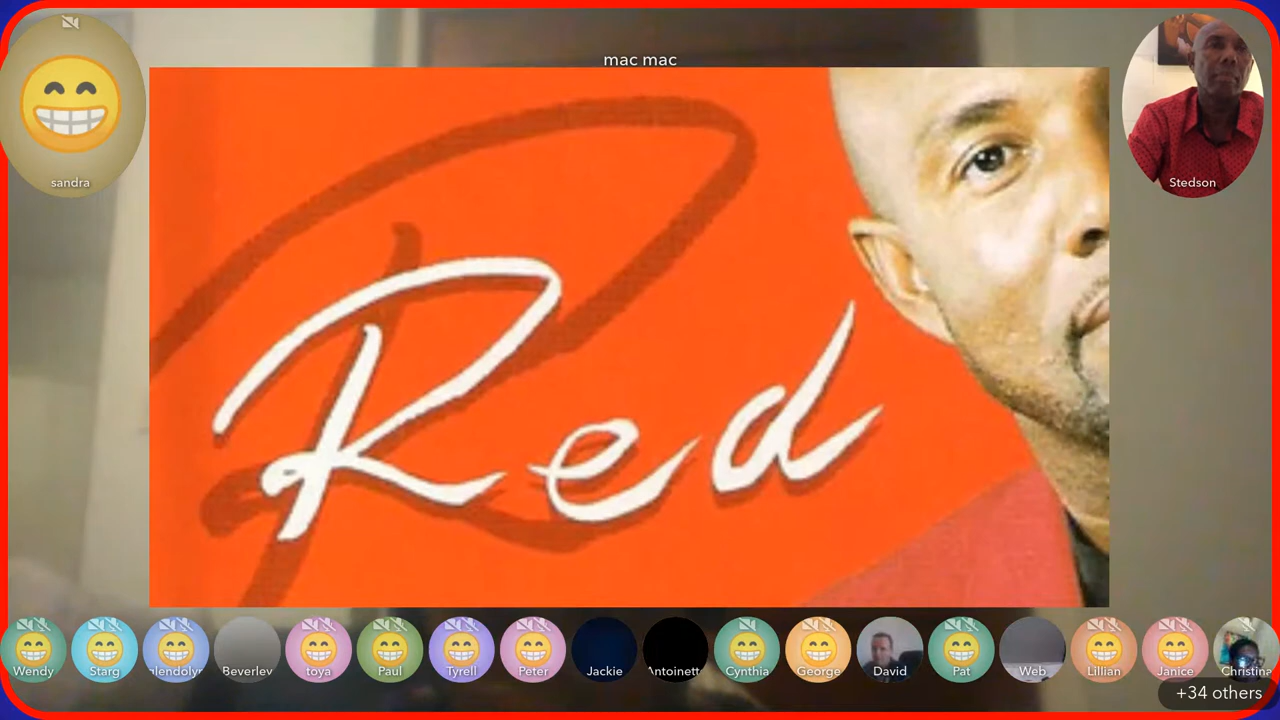 mac mac
sandra
Stedson
Red
Wendy
Starg
glendolyn
Beverley
toya
Paul
Tyrell
Peter
Jackie
Antoinett
Cynthia
George
David
Pat
Web
Lillian
Janice
Christina
+34 others